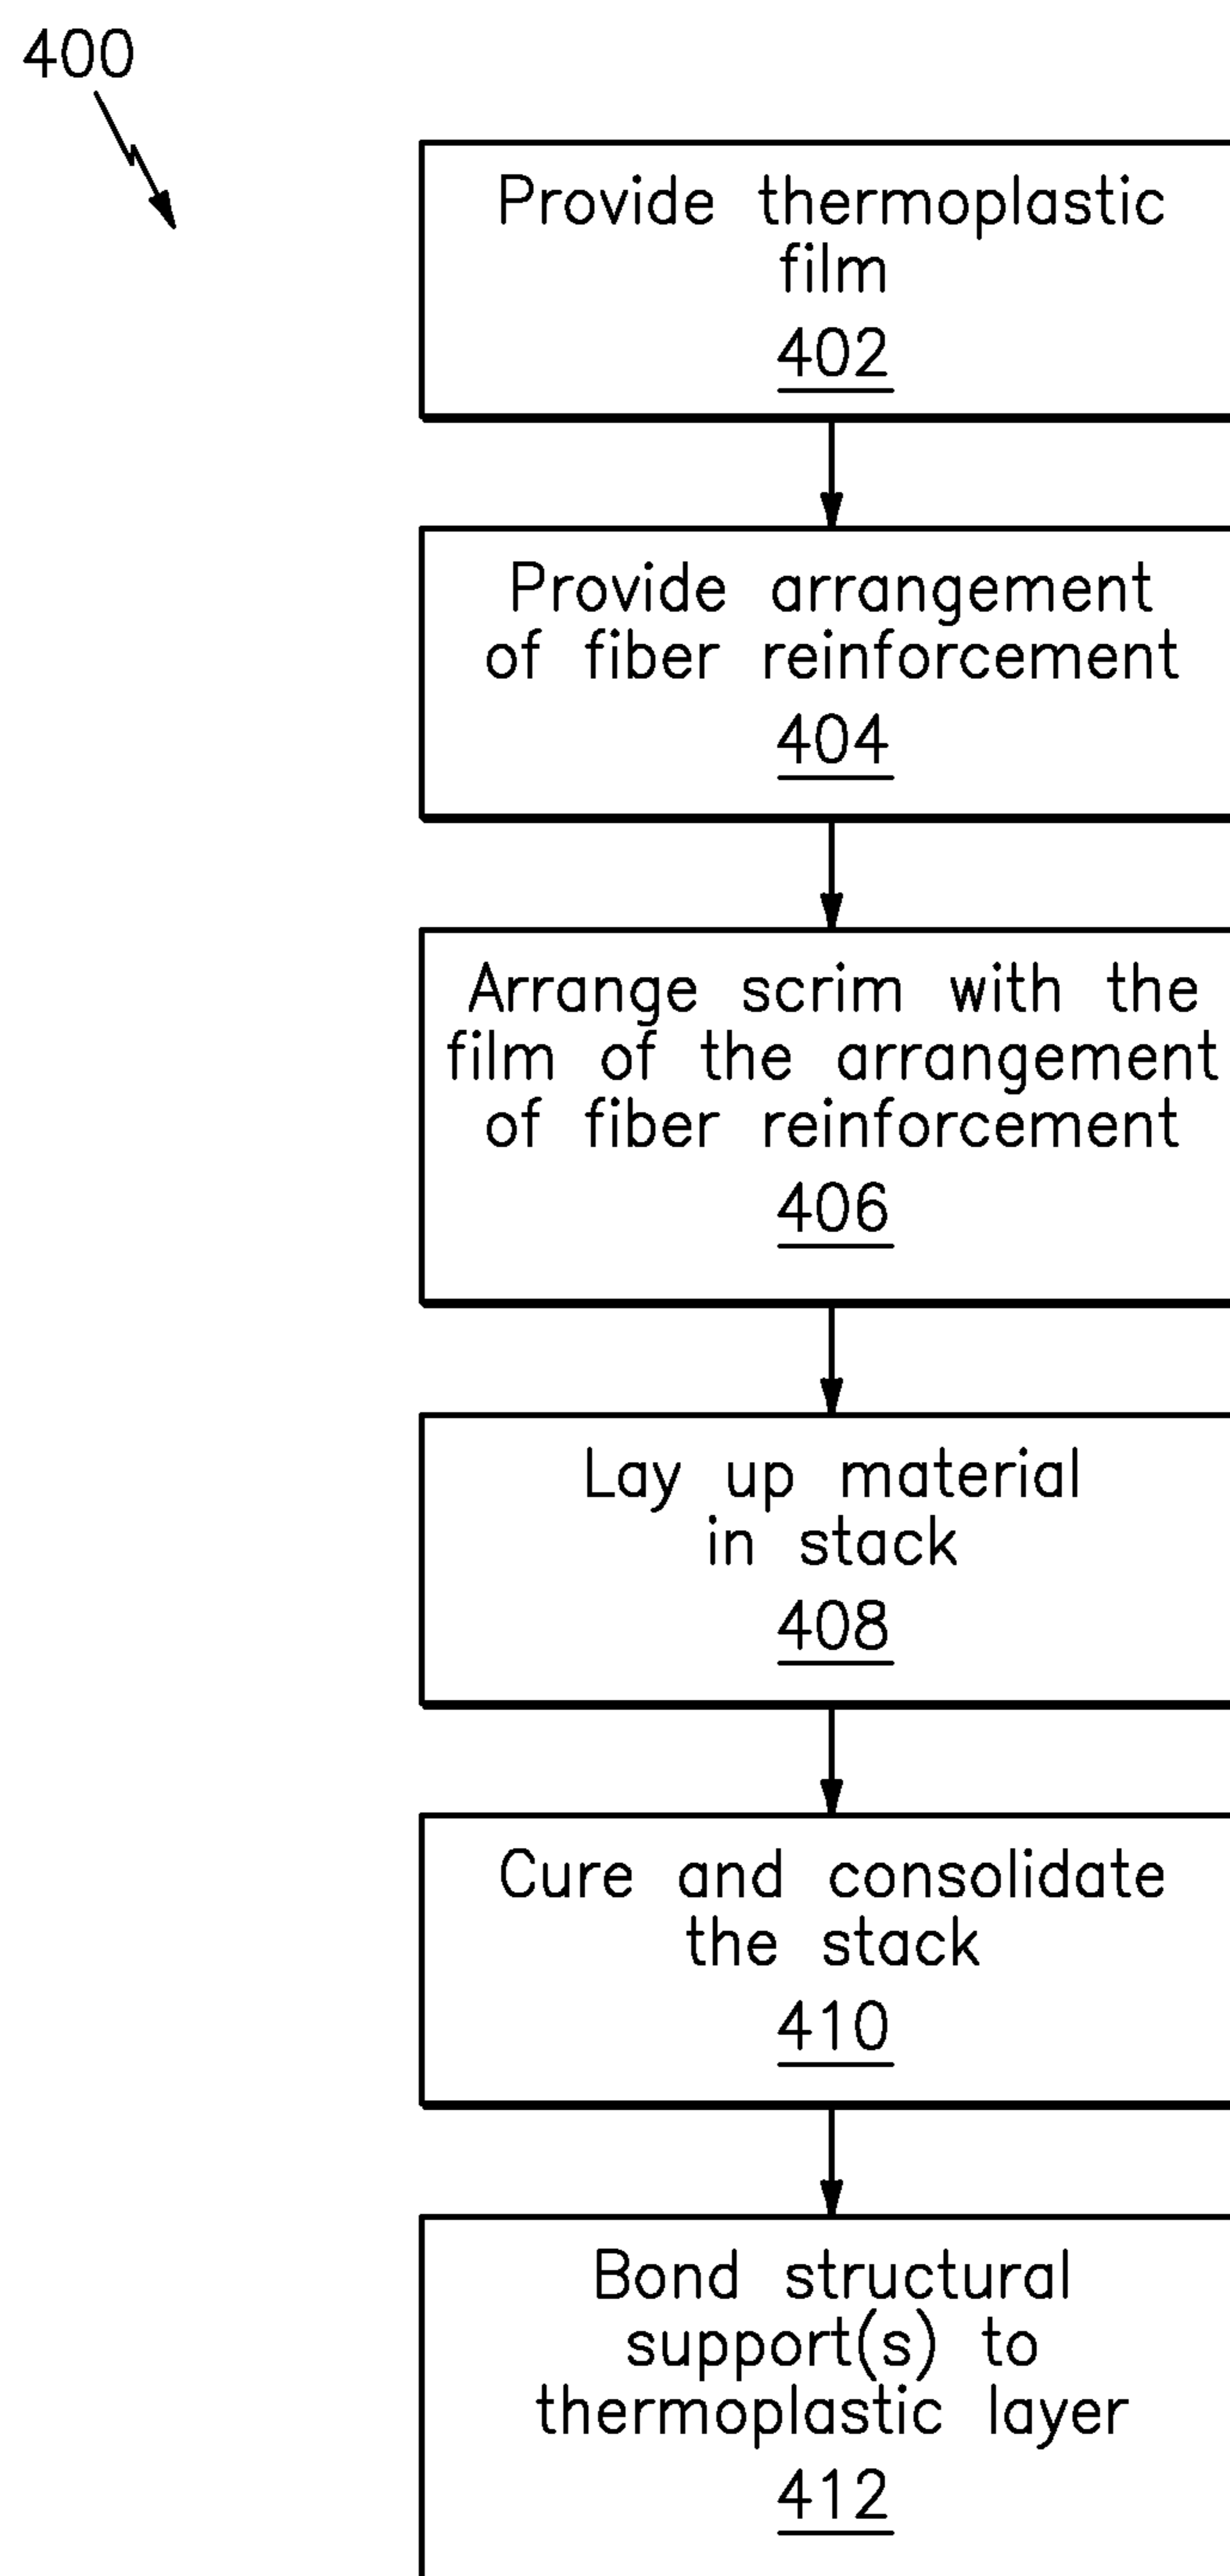 400
Provide thermoplastic
film
402
Provide arrangement
of fiber reinforcement
404
Arrange scrim with the
film of the arrangement
of fiber reinforcement
406
Lay up material
in stack
408
Cure and consolidate
the stack
410
Bond structural
support(s) to
thermoplastic layer
412